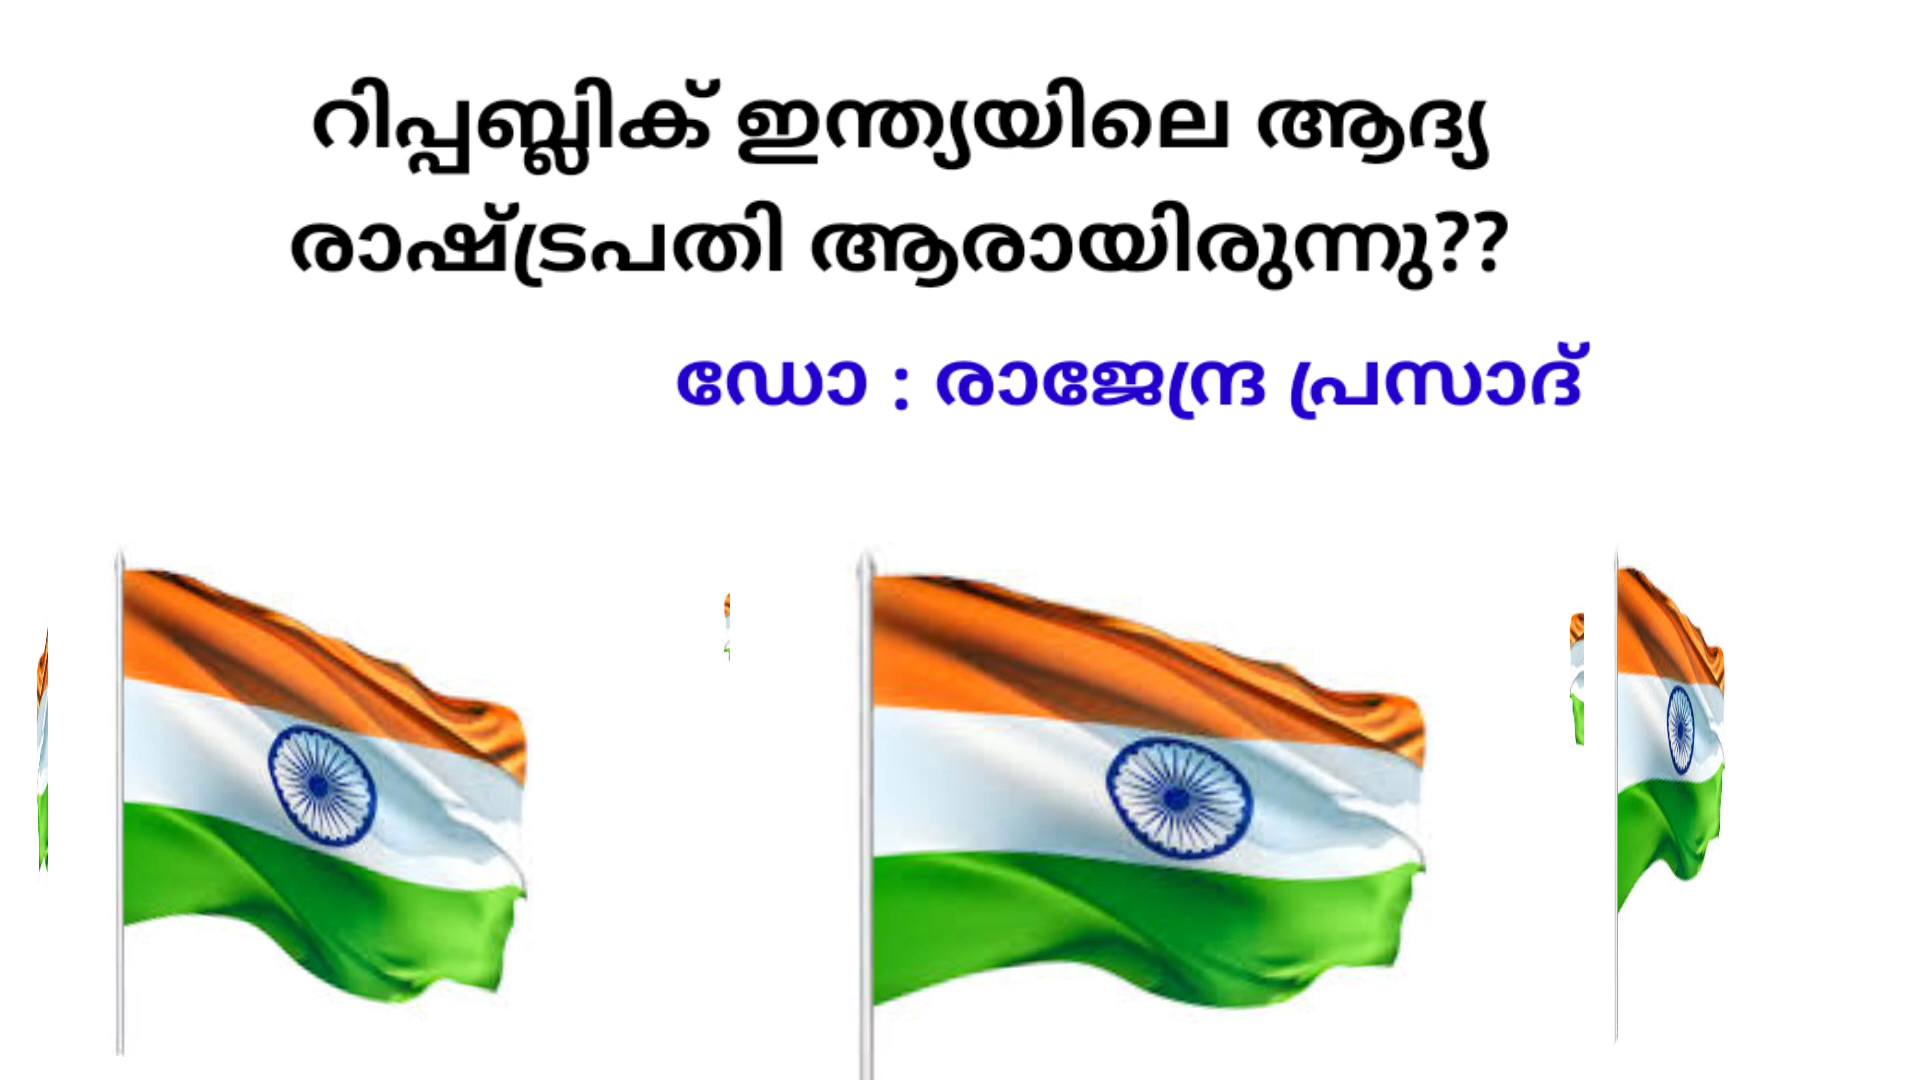 റിപ്പബ്ലിക് ഇന്ത്യയിലെ ആദ്യ
രാഷ്ട്രപതി ആരായിരുന്നു??
ഡോ : രാജേന്ദ്ര പ്രസാദ്